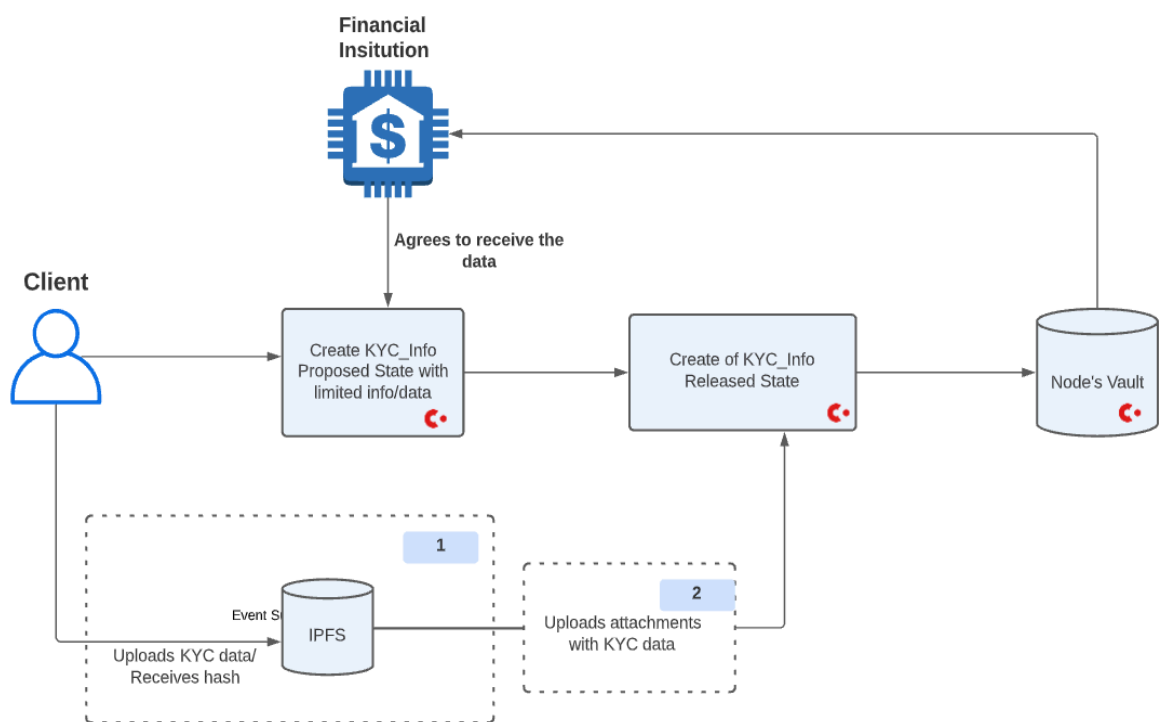 Financial
Insitution
Agrees to receive the
data
Client
Create KYC_Info
Proposed State with
limited info/data
Create of KYC_Info
Released State
Node's Vault
1
Event
IPFS
Uploads KYC data/
Receives hash
2
Uploads attachments
with KYC data